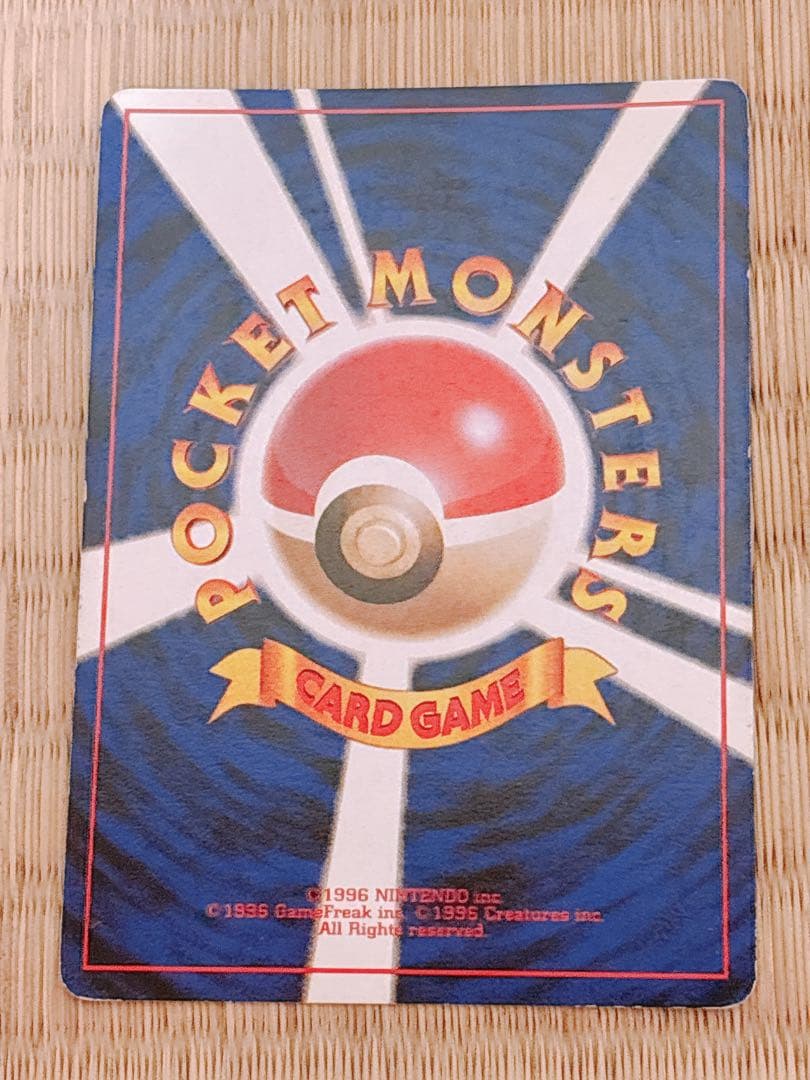 POCKET MONSTERS
CARD GAME
©1996 NINTENDO inc.
©1995 GameFreak inc. ©1995 Creatures inc.
All Rights reserved.